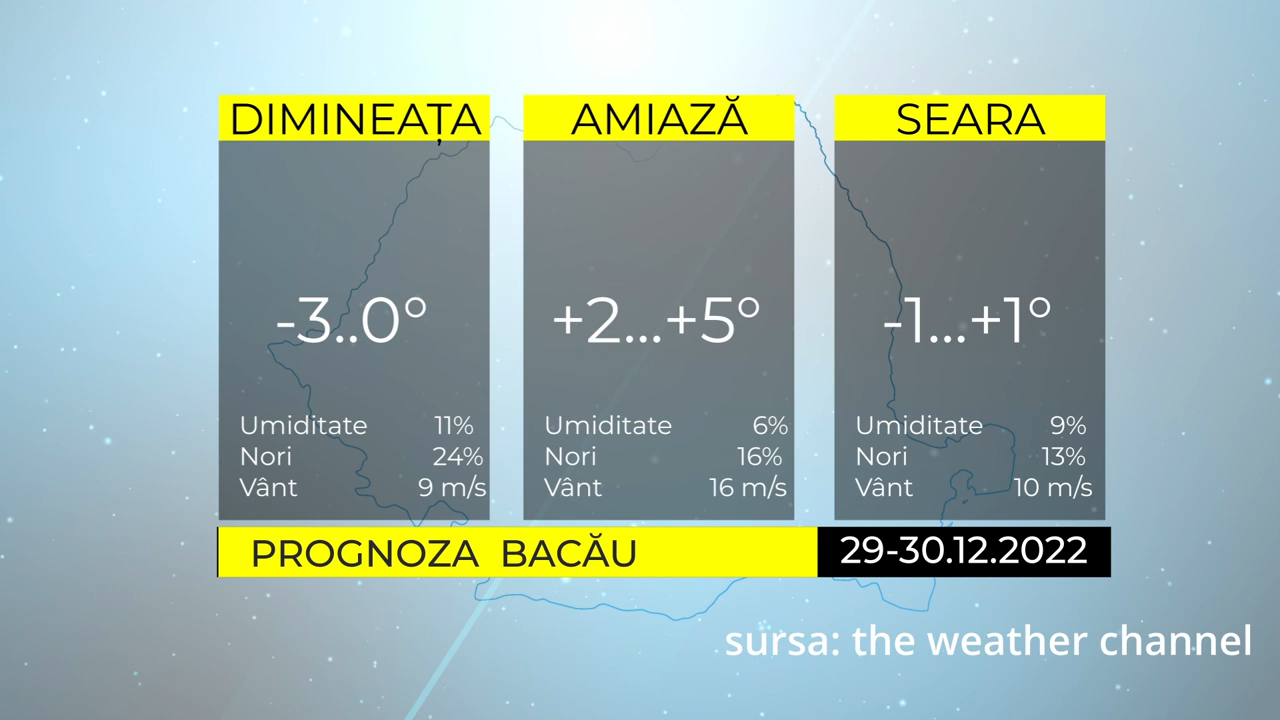 DIMINEAȚA
-3..0°
Umiditate 11%
Nori 24%
Vânt 9 m/s
AMIAZĂ
+2...+5°
Umiditate 6%
Nori 16%
Vânt 16 m/s
SEARA
-1...+1°
Umiditate 9%
Nori 13%
Vânt 10 m/s
PROGNOZA BACĂU
29-30.12.2022
sursa: the weather channel